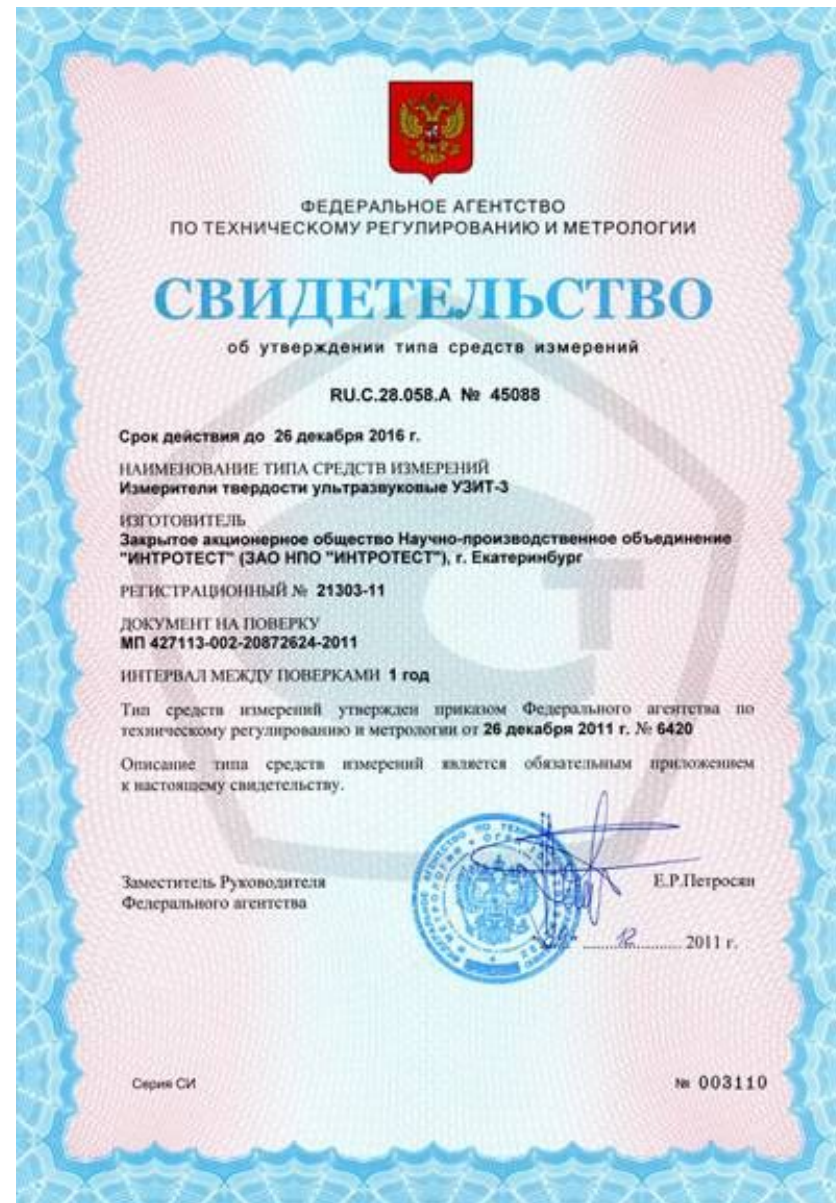 ФЕДЕРАЛЬНОЕ АГЕНТСТВО
ПО ТЕХНИЧЕСКОМУ РЕГУЛИРОВАНИЮ И МЕТРОЛОГИИ
СВИДЕТЕЛЬСТВО
об утверждении типа средств измерений
RU.C.28.058.A № 45088
Срок действия до 26 декабря 2016 г.
НАИМЕНОВАНИЕ ТИПА СРЕДСТВ ИЗМЕРЕНИЙ
Измерители твердости ультразвуковые УЗИТ-3
ИЗГОТОВИТЕЛЬ
Закрытое акционерное общество Научно-производственное объединение
"ИНТРОТЕСТ" (ЗАО НПО "ИНТРОТЕСТ"), г. Екатеринбург
РЕГИСТРАЦИОННЫЙ № 21303-11
ДОКУМЕНТ НА ПОВЕРКУ
МП 427113-002-20872624-2011
ИНТЕРВАЛ МЕЖДУ ПОВЕРКАМИ 1 год
Тип средств измерений утвержден приказом Федерального агентства по
техническому регулированию и метрологии от 26 декабря 2011 г. № 6420
Описание типа средств измерений является обязательным приложением
к настоящему свидетельству.
Заместитель Руководителя
Федерального агентства
Е.Р.Петросян
12 2011 г.
Серия СИ
№ 003110